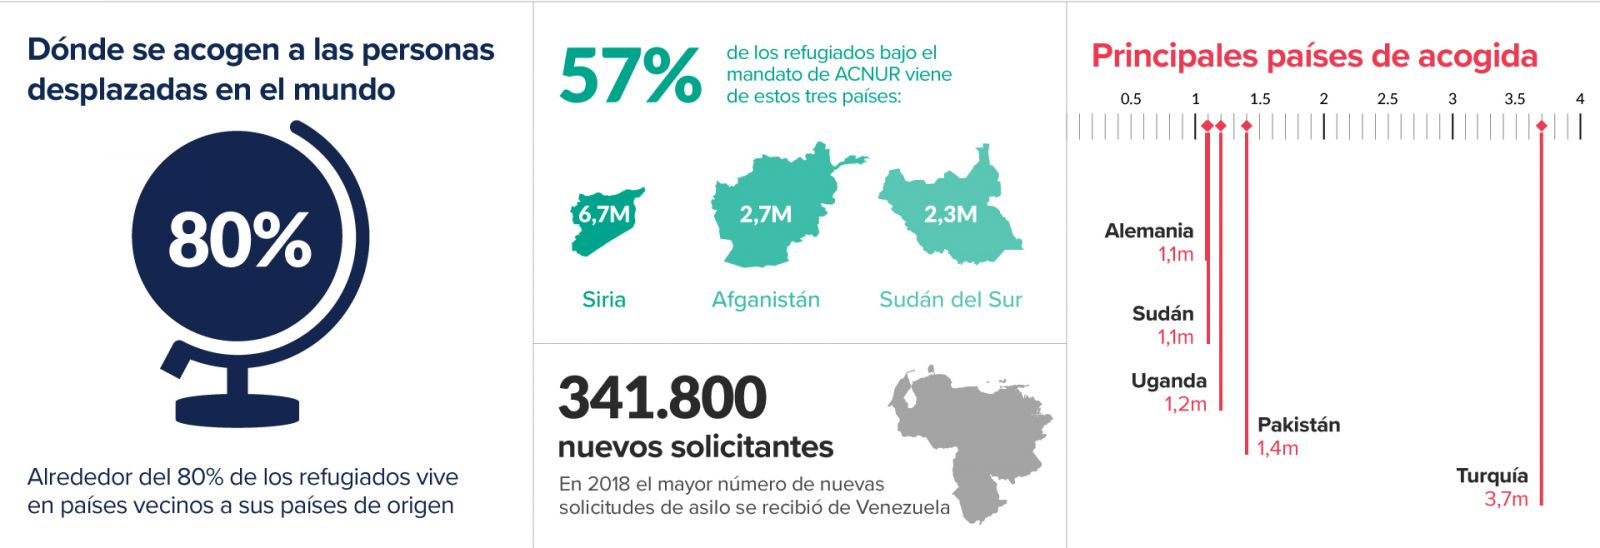 Dónde se acogen a las personas
desplazadas en el mundo
80%
Alrededor del 80% de los refugiados vive
en países vecinos a sus países de origen
57%
de los refugiados bajo el
mandato de ACNUR viene
de estos tres países:
6,7M
2,7M
2,3M
Siria
Afganistán
Sudán del Sur
341.800
nuevos solicitantes
En 2018 el mayor número de nuevas
solicitudes de asilo se recibió de Venezuela
Principales países de acogida
0.5 1 1.5 2 2.5 3 3.5 4
Alemania
1,1m
Sudán
1,1m
Uganda
1,2m
Pakistán
1,4m
Turquía
3,7m